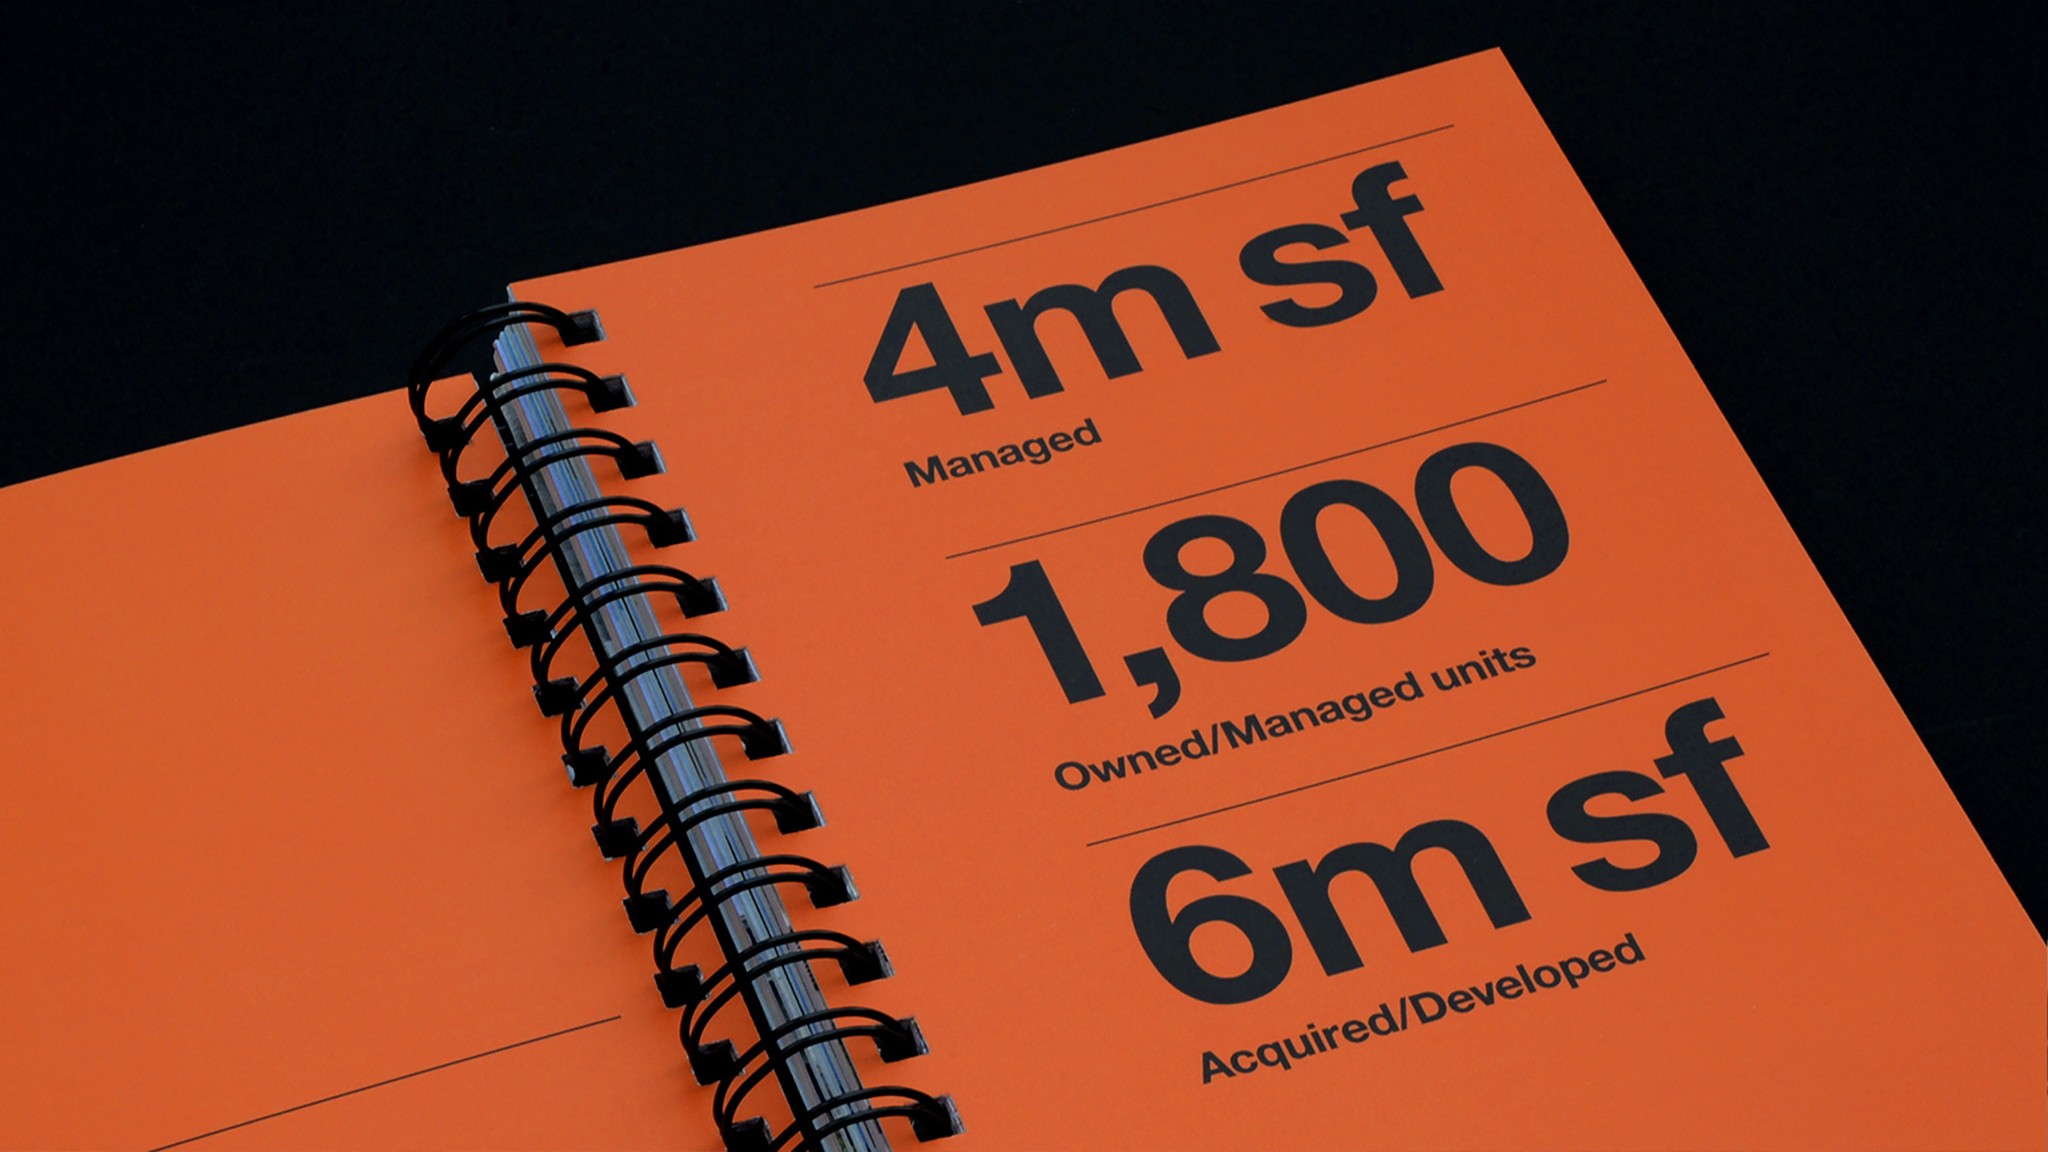 4m sf
Managed
1,800
Owned/Managed units
6m sf
Acquired/Developed